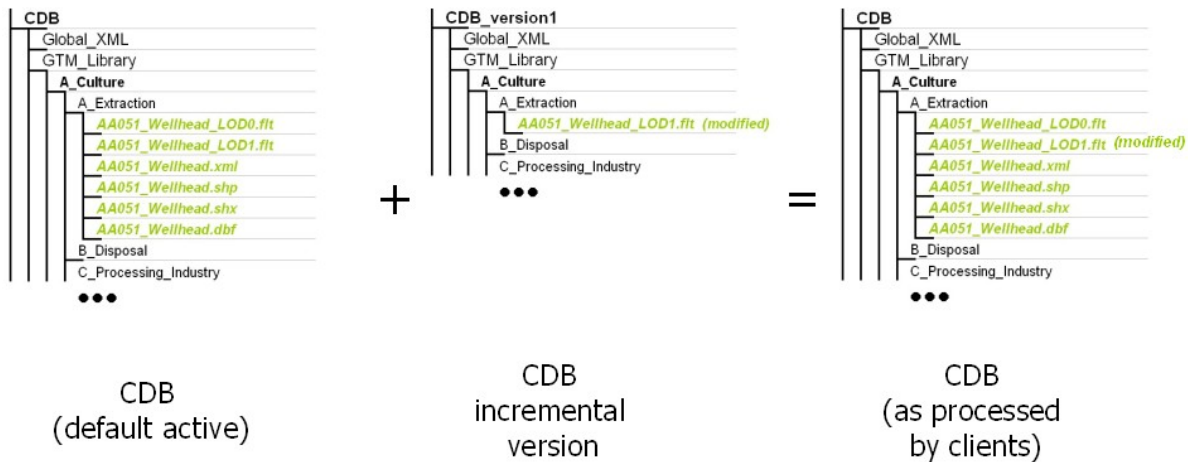 CDB
Global_XML
GTM_Library
A_Culture
A_Extraction
AA051_Wellhead_LOD0.flt
AA051_Wellhead_LOD1.flt
AA051_Wellhead.xml
AA051_Wellhead.shp
AA051_Wellhead.shx
AA051_Wellhead.dbf
B_Disposal
C_Processing_Industry
•••
CDB
(default active)
+
CDB_version1
Global_XML
GTM_Library
A_Culture
A_Extraction
AA051_Wellhead_LOD1.flt (modified)
B_Disposal
C_Processing_Industry
•••
CDB
incremental
version
=
CDB
Global_XML
GTM_Library
A_Culture
A_Extraction
AA051_Wellhead_LOD0.flt
AA051_Wellhead_LOD1.flt (modified)
AA051_Wellhead.xml
AA051_Wellhead.shp
AA051_Wellhead.shx
AA051_Wellhead.dbf
B_Disposal
C_Processing_Industry
•••
CDB
(as processed
by clients)